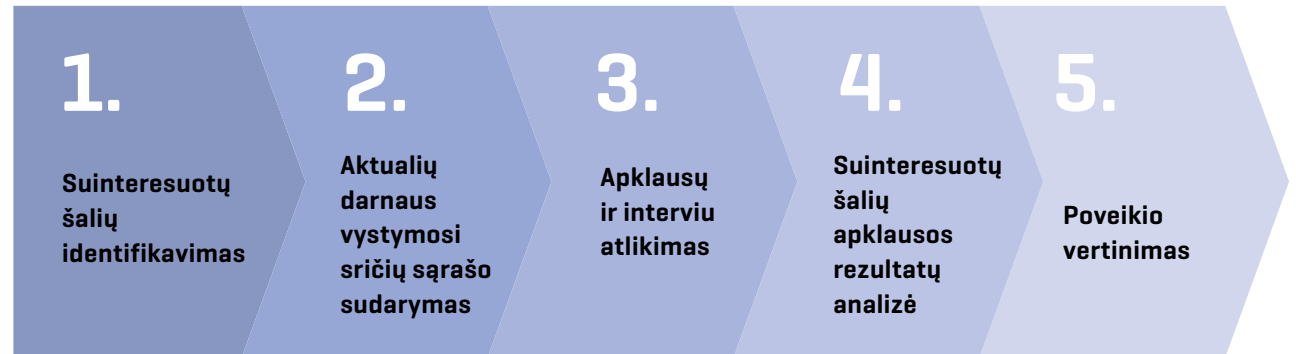 1.
Suinteresuotų
šalių
identifikavimas
2.
Aktualių
darnaus
vystymosi
sričių sąrašo
sudarymas
3.
Apklausų
ir interviu
atlikimas
4.
Suinteresuotų
šalių
apklausos
rezultatų
analizė
5.
Poveikio
vertinimas